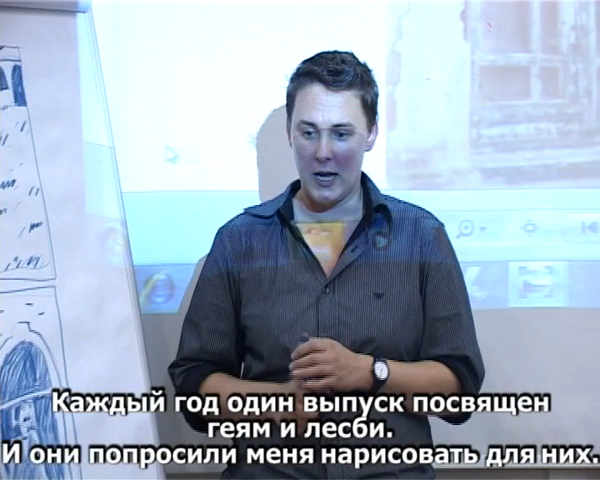 Каждый год один выпуск посвящен
геям и лесби.
И они попросили меня нарисовать для них.